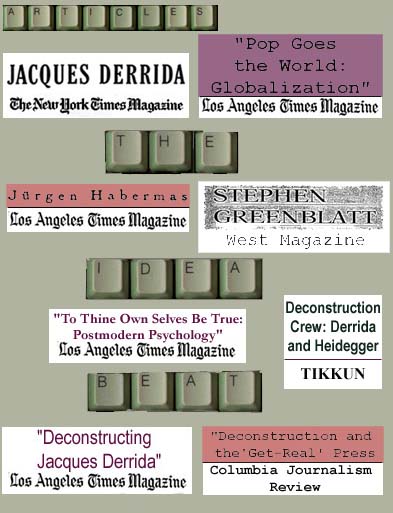 ARTICLES
JACQUES DERRIDA
The New York Times Magazine
"Pop Goes
the World:
Globalization"
Los Angeles Times Magazine
THE
Jürgen Habermas
Los Angeles Times Magazine
STEPHEN
GREENBLATT
West Magazine
IDEA
"To Thine Own Selves Be True:
Postmodern Psychology"
Los Angeles Times Magazine
Deconstruction
Crew: Derrida
and Heidegger
TIKKUN
BEAT
"Deconstructing
Jacques Derrida"
Los Angeles Times Magazine
"Deconstruction and
the'Get-Real' Press
Columbia Journalism
Review